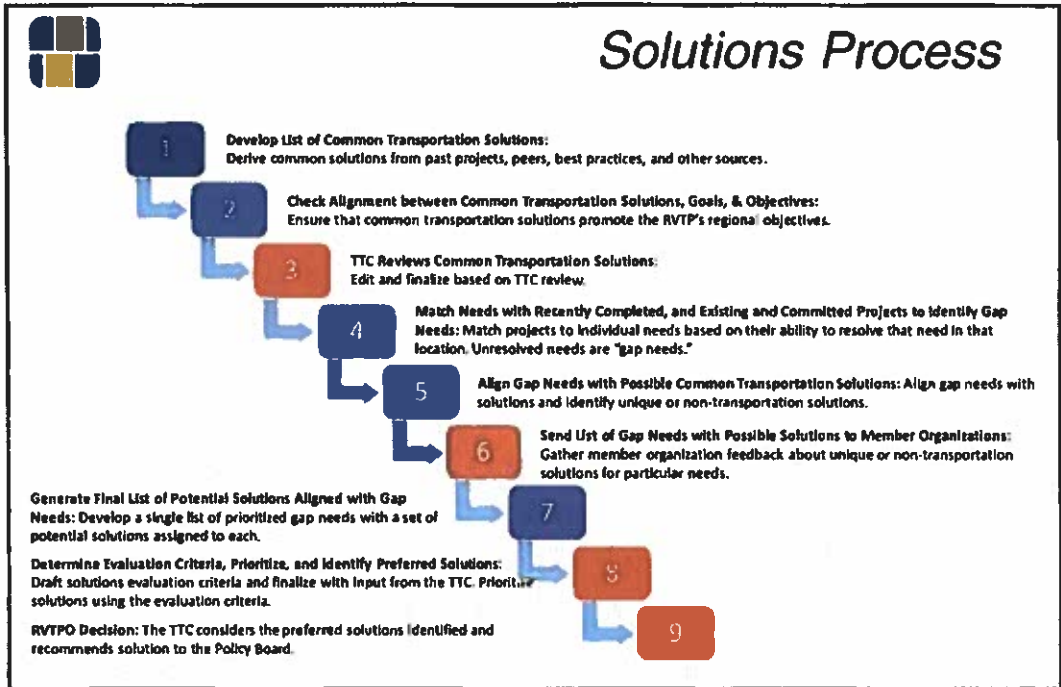 Solutions Process
1
Develop List of Common Transportation Solutions:
Derive common solutions from past projects, peers, best practices, and other sources.
2
Check Alignment between Common Transportation Solutions, Goals, & Objectives:
Ensure that common transportation solutions promote the RVTP's regional objectives.
3
TTC Reviews Common Transportation Solutions:
Edit and finalize based on TTC review.
4
Match Needs with Recently Completed, and Existing and Committed Projects to Identify Gap
Needs: Match projects to individual needs based on their ability to resolve that need in that
location. Unresolved needs are "gap needs."
5
Align Gap Needs with Possible Common Transportation Solutions: Align gap needs with
solutions and identify unique or non-transportation solutions.
6
Send List of Gap Needs with Possible Solutions to Member Organizations:
Gather member organization feedback about unique or non-transportation
solutions for particular needs.
Generate Final List of Potential Solutions Aligned with Gap
Needs: Develop a single list of prioritized gap needs with a set of
potential solutions assigned to each.
7
Determine Evaluation Criteria, Prioritize, and Identify Preferred Solutions:
Draft solutions evaluation criteria and finalize with input from the TTC. Prioritize
solutions using the evaluation criteria.
8
RVTPO Decision: The TTC considers the preferred solutions identified and
recommends solution to the Policy Board.
9